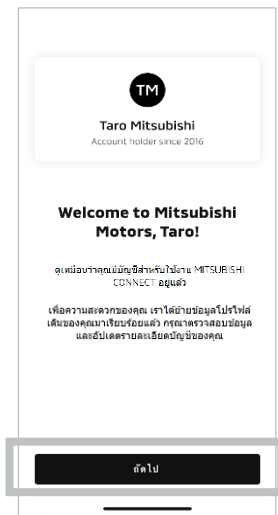 TM
Taro Mitsubishi
Account holder since 2016
Welcome to Mitsubishi
Motors, Taro!
ดูเหมือนว่าคุณมีบัญชีสำหรับใช้งาน MITSUBISHI
CONNECT อยู่แล้ว
เพื่อความสะดวกของคุณ เราได้ย้ายข้อมูลโปรไฟล์
เดิมของคุณมาเรียบร้อยแล้ว กรุณาตรวจสอบข้อมูล
และอัปเดตรายละเอียดบัญชีของคุณ
ถัดไป